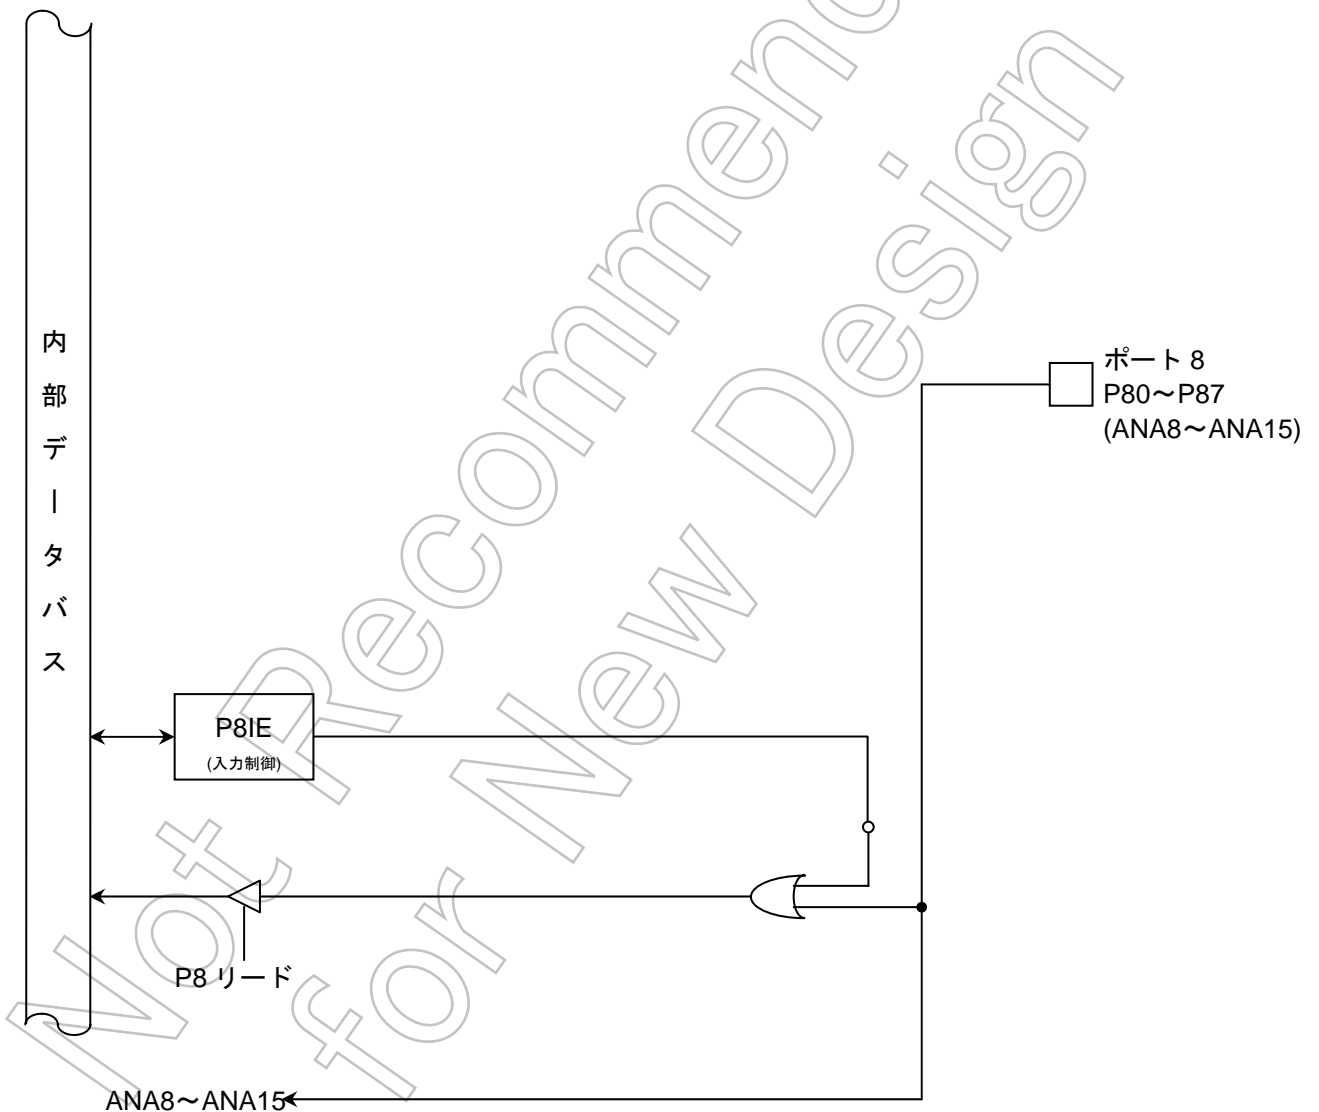 Not Recommen
for New Design
内部データバス
ポート 8
P80～P87
(ANA8～ANA15)
P8IE
(入力制御)
P8 リード
ANA8～ANA15